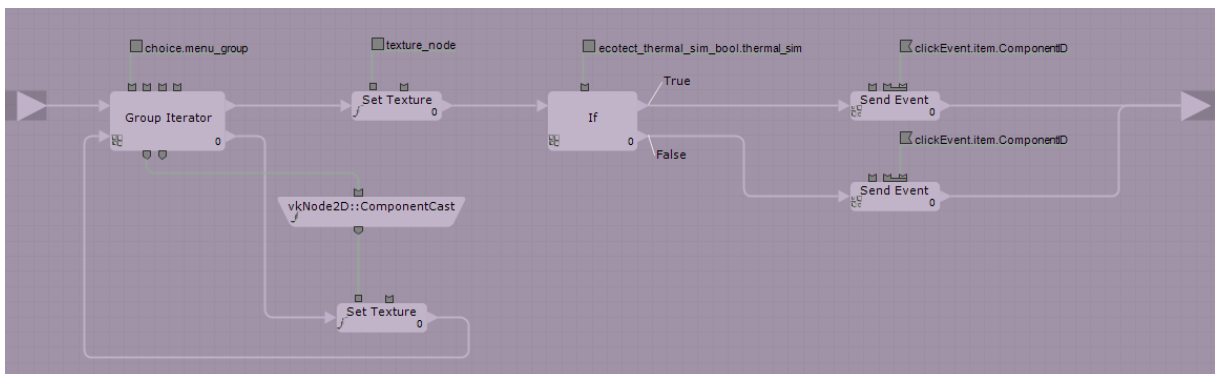 choice.menu_group
texture_node
ecotect_thermal_sim_bool.thermal_sim
clickEvent.item.ComponentID
Group Iterator
0
Set Texture
0
If
0
True
False
Send Event
0
clickEvent.item.ComponentID
Send Event
0
vkNode2D::ComponentCast
Set Texture
0